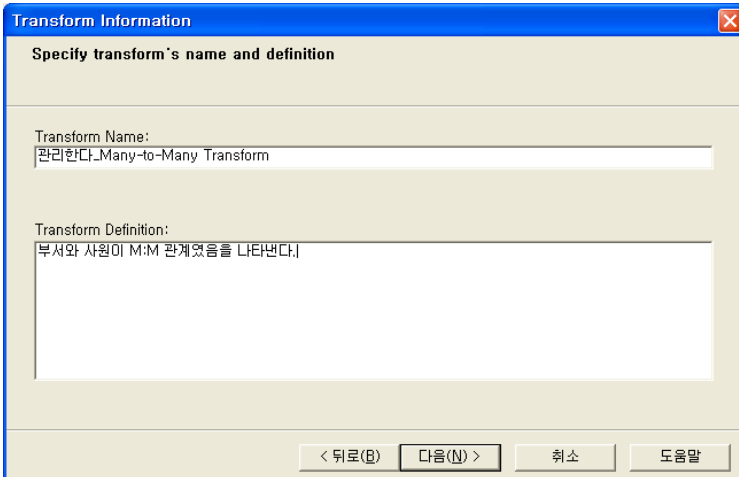 Transform Information
Specify transform's name and definition
Transform Name:
관리한다_Many-to-Many Transform
Transform Definition:
부서와 사원이 M:M 관계였음을 나타낸다.
< 뒤로(B) 다음(N) > 취소 도움말